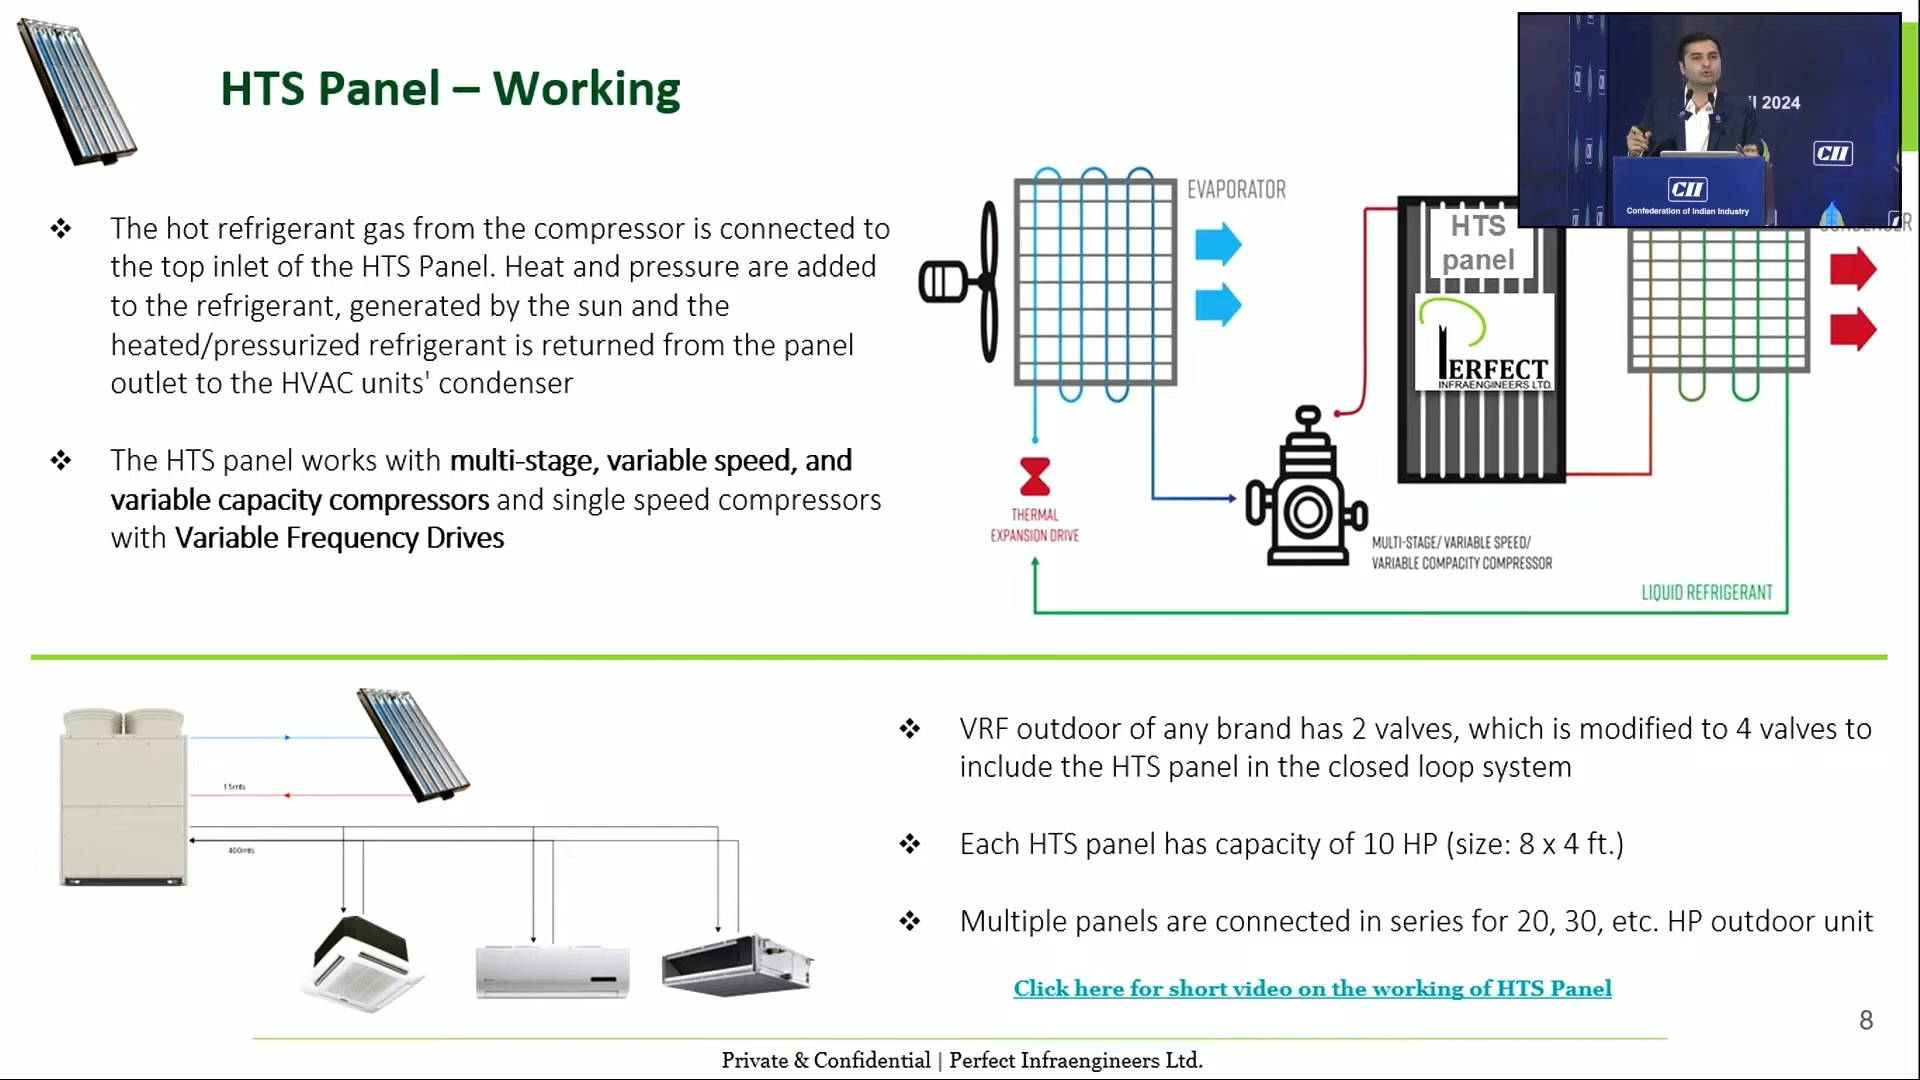 HTS Panel – Working
❖ The hot refrigerant gas from the compressor is connected to
the top inlet of the HTS Panel. Heat and pressure are added
to the refrigerant, generated by the sun and the
heated/pressurized refrigerant is returned from the panel
outlet to the HVAC units' condenser
❖ The HTS panel works with multi-stage, variable speed, and
variable capacity compressors and single speed compressors
with Variable Frequency Drives
EVAPORATOR
HTS
panel
PERFECT
INFRAENGINEERS LTD.
THERMAL
EXPANSION DRIVE
MULTI-STAGE/ VARIABLE SPEED/
VARIABLE COMPACITY COMPRESSOR
LIQUID REFRIGERANT
2024
CII
CII
Confederation of Indian Industry
15mts
400mts
❖ VRF outdoor of any brand has 2 valves, which is modified to 4 valves to
include the HTS panel in the closed loop system
❖ Each HTS panel has capacity of 10 HP (size: 8 x 4 ft.)
❖ Multiple panels are connected in series for 20, 30, etc. HP outdoor unit
Click here for short video on the working of HTS Panel
8
Private & Confidential | Perfect Infraengineers Ltd.